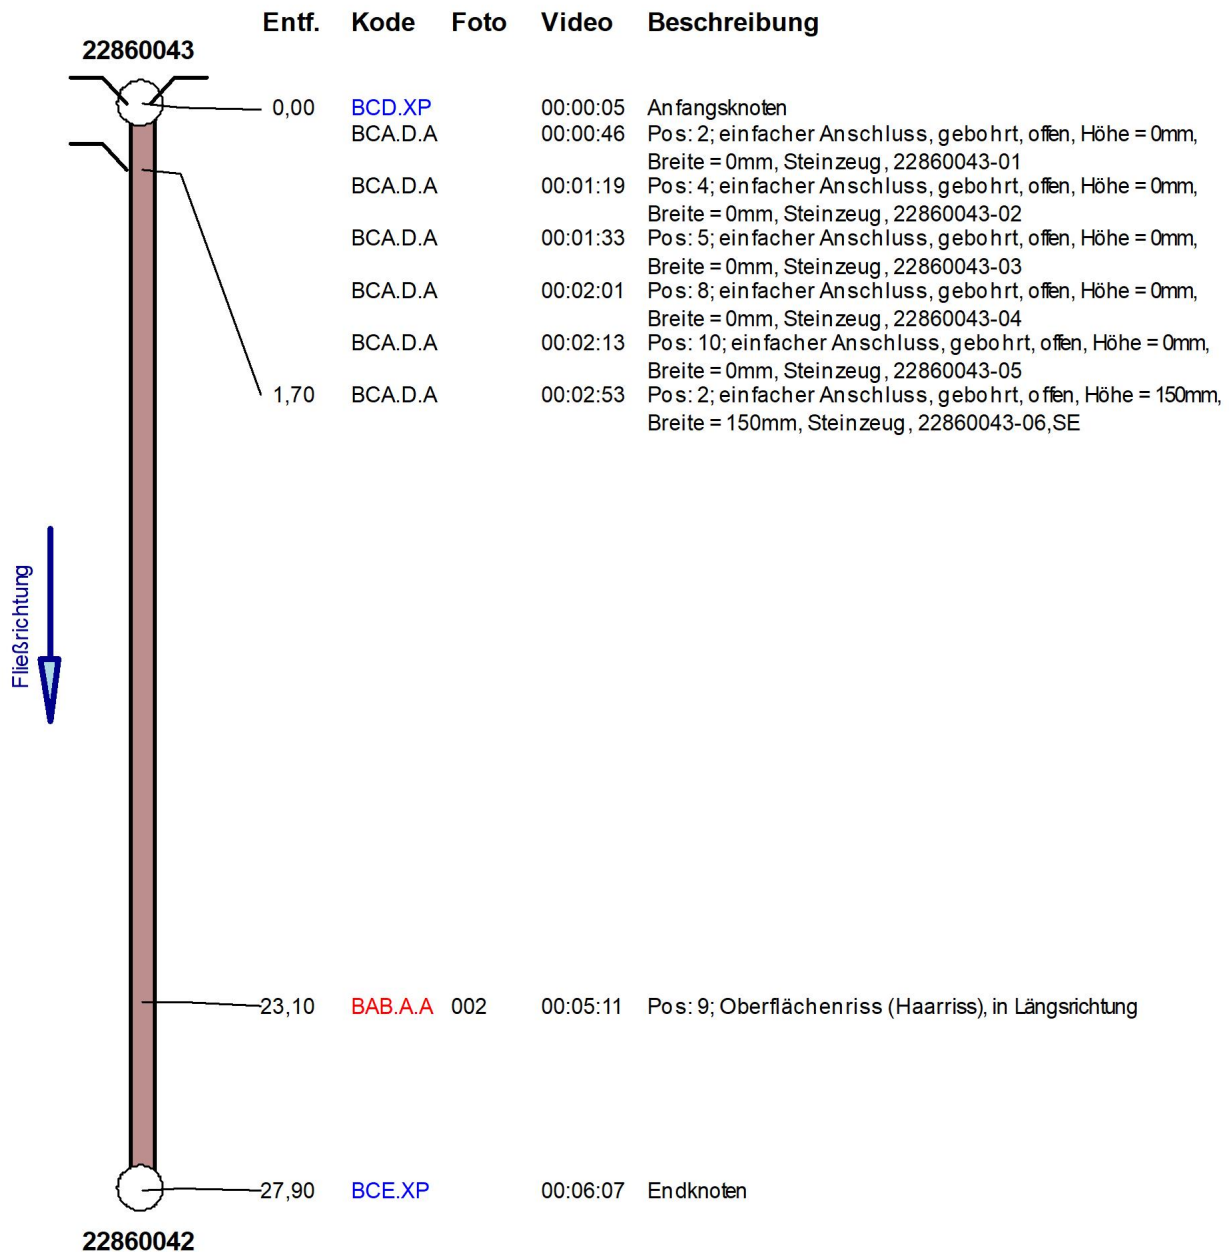 Entf. Kode Foto Video Beschreibung
22860043
0,00 BCD.XP 00:00:05 Anfangsknoten
BCA.D.A 00:00:46 Pos: 2; einfacher Anschluss, gebohrt, offen, Höhe = 0mm,
Breite = 0mm, Steinzeug, 22860043-01
BCA.D.A 00:01:19 Pos: 4; einfacher Anschluss, gebohrt, offen, Höhe = 0mm,
Breite = 0mm, Steinzeug, 22860043-02
BCA.D.A 00:01:33 Pos: 5; einfacher Anschluss, gebohrt, offen, Höhe = 0mm,
Breite = 0mm, Steinzeug, 22860043-03
BCA.D.A 00:02:01 Pos: 8; einfacher Anschluss, gebohrt, offen, Höhe = 0mm,
Breite = 0mm, Steinzeug, 22860043-04
BCA.D.A 00:02:13 Pos: 10; einfacher Anschluss, gebohrt, offen, Höhe = 0mm,
Breite = 0mm, Steinzeug, 22860043-05
1,70 BCA.D.A 00:02:53 Pos: 2; einfacher Anschluss, gebohrt, offen, Höhe = 150mm,
Breite = 150mm, Steinzeug, 22860043-06,SE
Fließrichtung
23,10 BAB.A.A 002 00:05:11 Pos: 9; Oberflächenriss (Haarriss), in Längsrichtung
27,90 BCE.XP 00:06:07 Endknoten
22860042